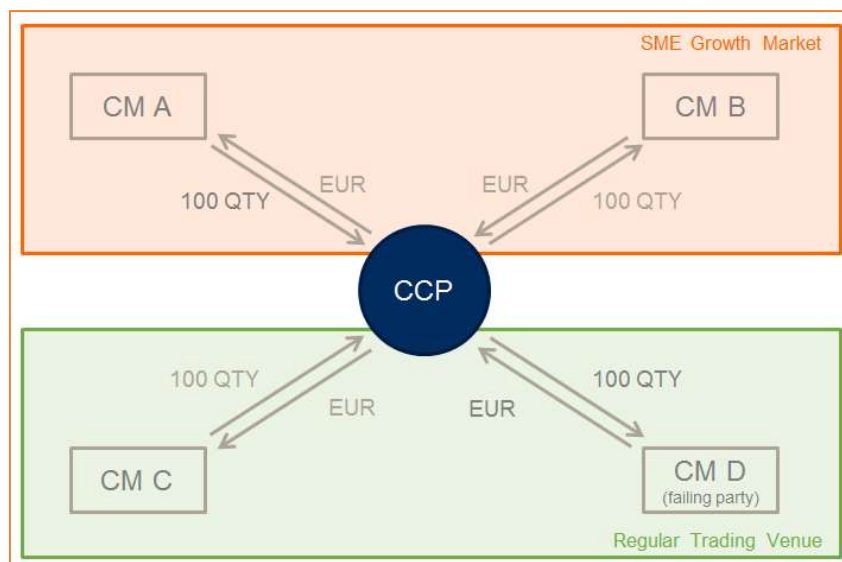 SME Growth Market
CM A
CM B
EUR
EUR
100 QTY
100 QTY
CCP
100 QTY
100 QTY
EUR
EUR
CM C
CM D
(failing party)
Regular Trading Venue